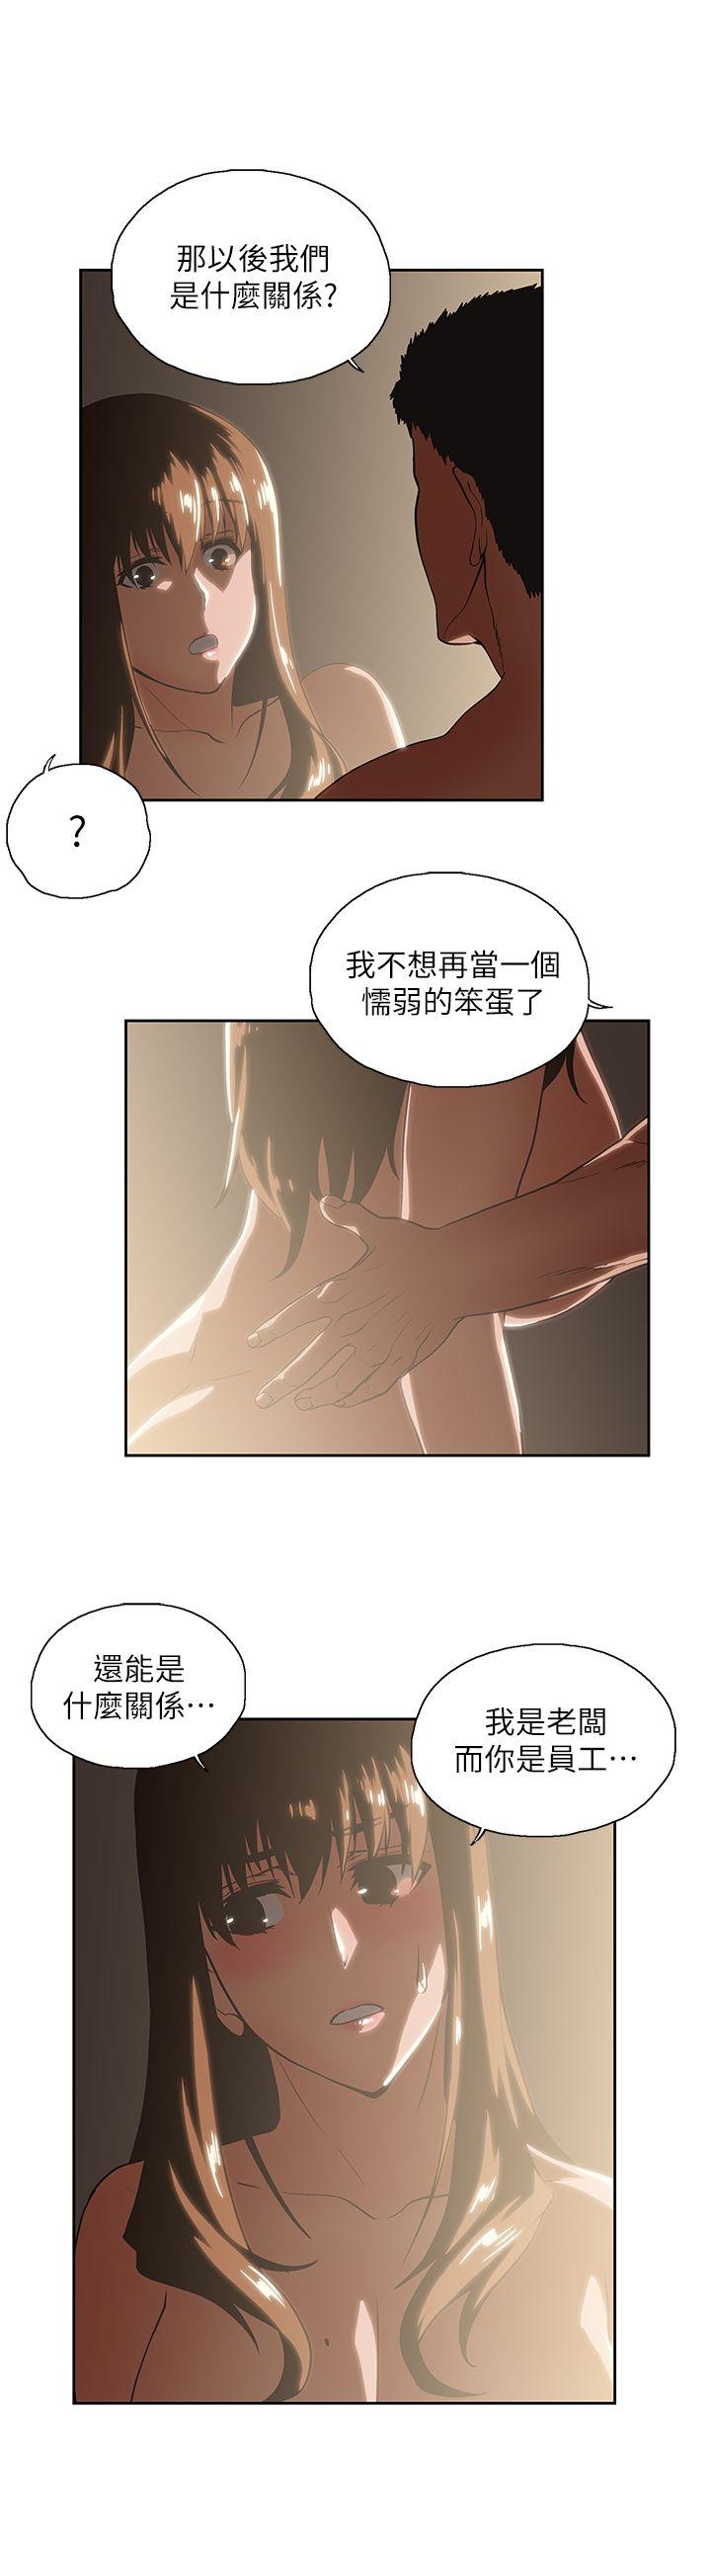 那以後我們
是什麼關係?
?
我不想再當一個
懦弱的笨蛋了
還能是
什麼關係…
我是老闆
而你是員工…